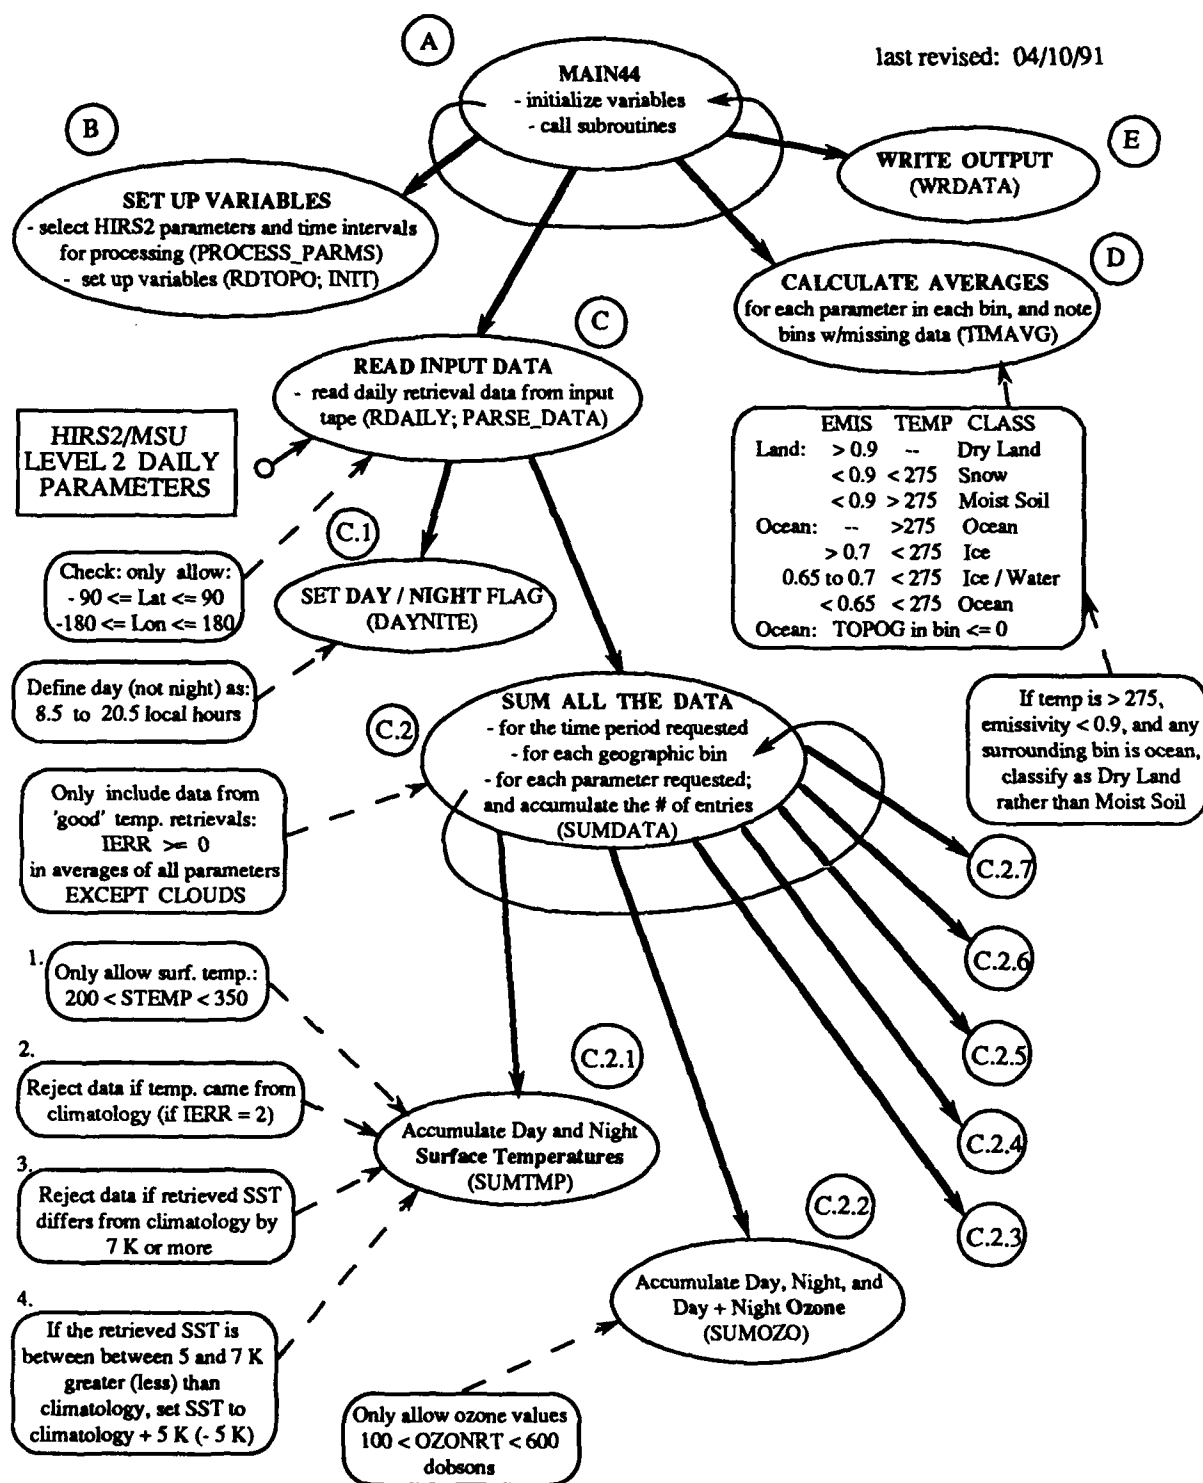 A
last revised: 04/10/91
MAIN44
- initialize variables
- call subroutines
B
SET UP VARIABLES
- select HIRS2 parameters and time intervals
for processing (PROCESS_PARMS)
- set up variables (RDTOPO; INIT)
E
WRITE OUTPUT
(WRDATA)
D
CALCULATE AVERAGES
for each parameter in each bin, and note
bins w/missing data (TIMAVG)
C
READ INPUT DATA
- read daily retrieval data from input
tape (RDAILY; PARSE_DATA)
HIRS2/MSU
LEVEL 2 DAILY
PARAMETERS
EMIS TEMP CLASS
Land: > 0.9 -- Dry Land
< 0.9 < 275 Snow
< 0.9 > 275 Moist Soil
Ocean: -- >275 Ocean
> 0.7 < 275 Ice
0.65 to 0.7 < 275 Ice / Water
< 0.65 < 275 Ocean
Ocean: TOPOG in bin <= 0
Check: only allow:
- 90 <= Lat <= 90
-180 <= Lon <= 180
C.1
SET DAY / NIGHT FLAG
(DAYNITE)
Define day (not night) as:
8.5 to 20.5 local hours
If temp is > 275,
emissivity < 0.9, and any
surrounding bin is ocean,
classify as Dry Land
rather than Moist Soil
C.2
SUM ALL THE DATA
- for the time period requested
- for each geographic bin
- for each parameter requested;
and accumulate the # of entries
(SUMDATA)
Only include data from
'good' temp. retrievals:
IERR >= 0
in averages of all parameters
EXCEPT CLOUDS
C.2.7
C.2.6
C.2.5
C.2.4
C.2.3
1.
Only allow surf. temp.:
200 < STEMP < 350
2.
Reject data if temp. came from
climatology (if IERR = 2)
3.
Reject data if retrieved SST
differs from climatology by
7 K or more
4.
If the retrieved SST is
between between 5 and 7 K
greater (less) than
climatology, set SST to
climatology + 5 K (- 5 K)
C.2.1
Accumulate Day and Night
Surface Temperatures
(SUMTMP)
C.2.2
Accumulate Day, Night, and
Day + Night Ozone
(SUMOZO)
Only allow ozone values
100 < OZONRT < 600
dobsons